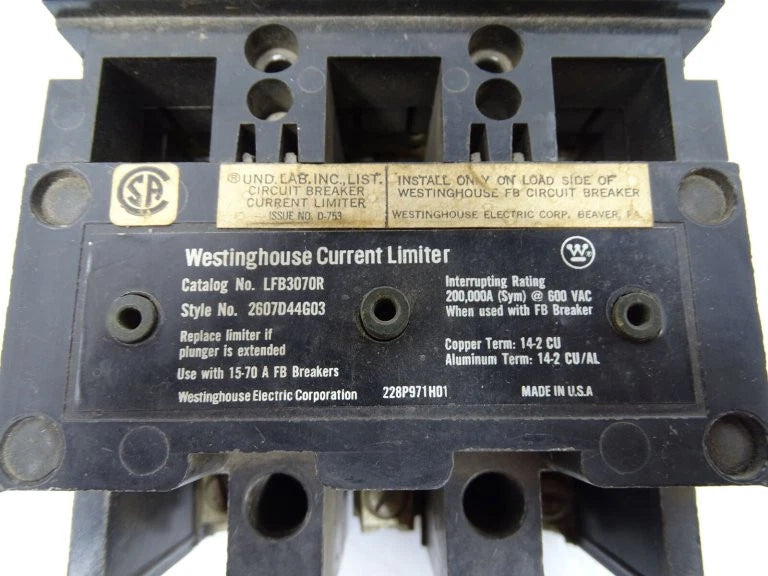 SA
®UND. LAB. INC., LIST.
CIRCUIT BREAKER
CURRENT LIMITER
ISSUE NO. D-753
INSTALL ONLY ON LOAD SIDE OF
WESTINGHOUSE FB CIRCUIT BREAKER
WESTINGHOUSE ELECTRIC CORP. BEAVER, PA.
Westinghouse Current Limiter
W
Catalog No. LFB3070R
Style No. 2607D44G03
Replace limiter if
plunger is extended
Use with 15-70 A FB Breakers
Interrupting Rating
200,000A (Sym) @ 600 VAC
When used with FB Breaker
Copper Term: 14-2 CU
Aluminum Term: 14-2 CU/AL
Westinghouse Electric Corporation 228P971H01 MADE IN U.S.A